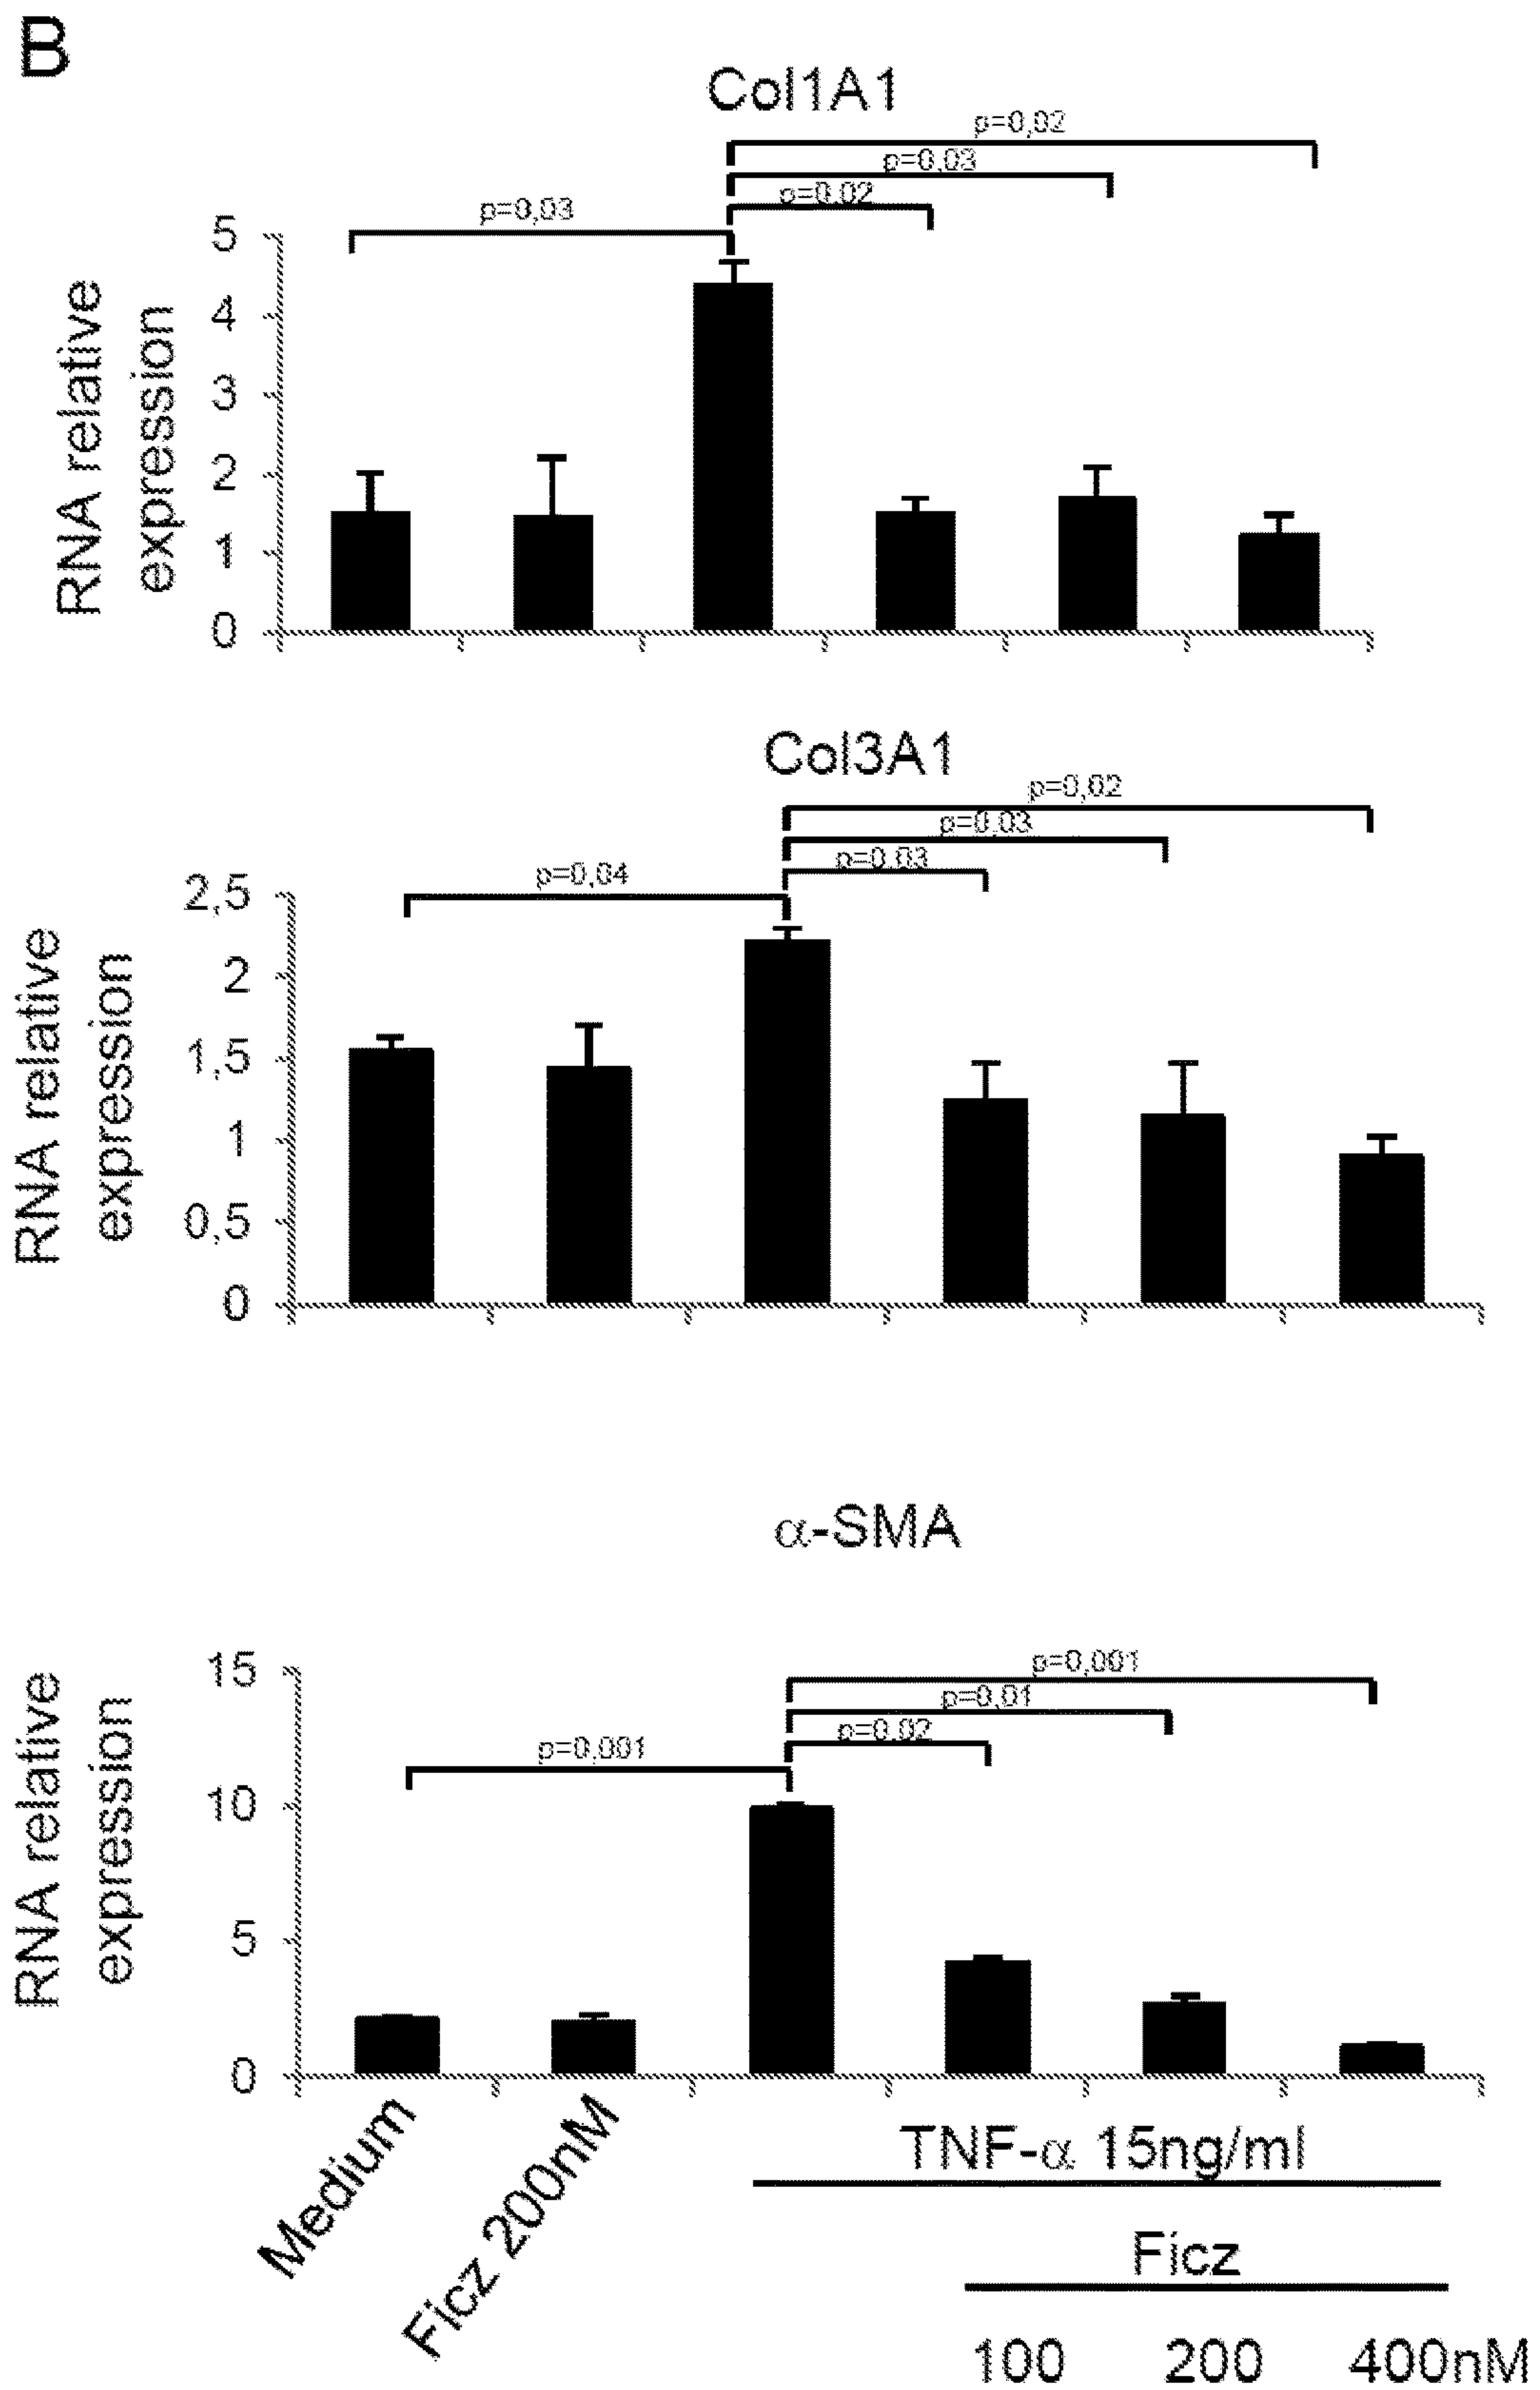 B
Col1A1
p=0,02
p=0,03
p=0,02
p=0,03
RNA relative
expression
5
4
3
2
1
0
Col3A1
p=0,02
p=0,03
p=0,03
p=0,04
RNA relative
expression
2,5
2
1,5
1
0,5
0
α-SMA
p=0,001
p=0,01
p=0,02
p=0,001
RNA relative
expression
15
10
5
0
Medium
Ficz 200nM
TNF-α 15ng/ml
Ficz
100 200 400nM